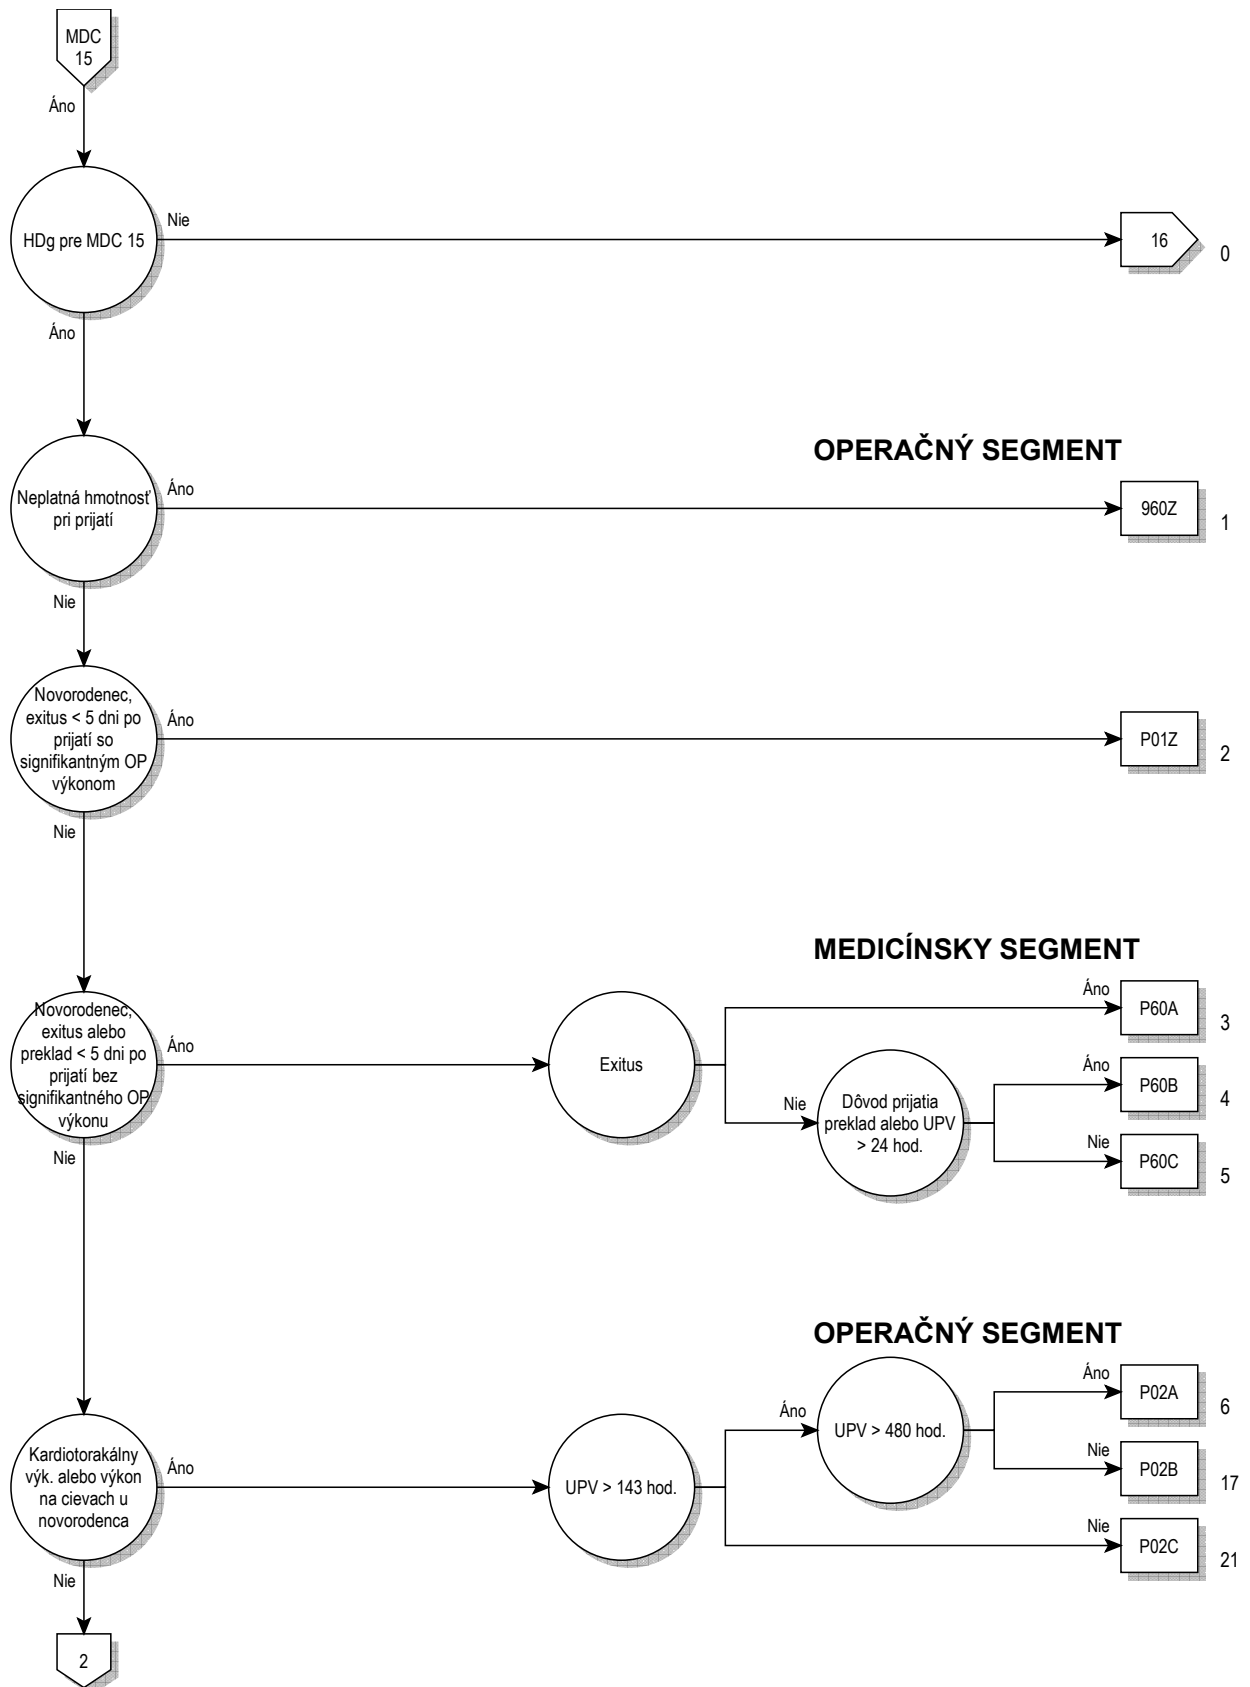 MDC
15
Áno
HDg pre MDC 15
Nie
16
0
Áno
OPERAČNÝ SEGMENT
Neplatná hmotnosť
pri prijatí
Áno
960Z
1
Nie
Novorodenec,
exitus < 5 dni po
prijatí so
signifikantným OP
výkonom
Áno
P01Z
2
Nie
MEDICÍNSKY SEGMENT
Novorodenec,
exitus alebo
preklad < 5 dni po
prijatí bez
signifikantného OP
výkonu
Áno
Exitus
Áno
P60A
3
Nie
Dôvod prijatia
preklad alebo UPV
> 24 hod.
Áno
P60B
4
Nie
P60C
5
Nie
OPERAČNÝ SEGMENT
Kardiotorakálny
výk. alebo výkon
na cievach u
novorodenca
Áno
UPV > 143 hod.
Áno
UPV > 480 hod.
Áno
P02A
6
Nie
P02B
17
Nie
P02C
21
Nie
2